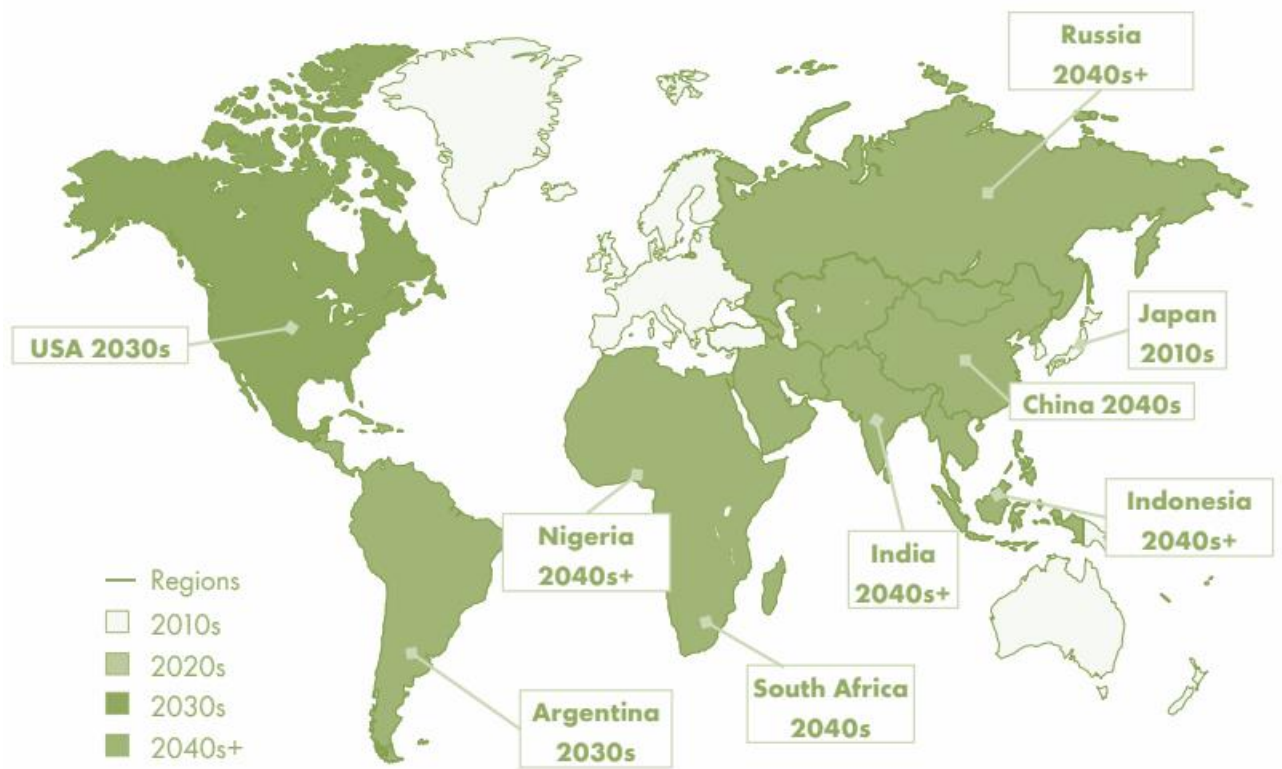 Russia
2040s+
USA 2030s
Japan
2010s
China 2040s
Nigeria
2040s+
India
2040s+
Indonesia
2040s+
South Africa
2040s
Argentina
2030s
Regions
2010s
2020s
2030s
2040s+